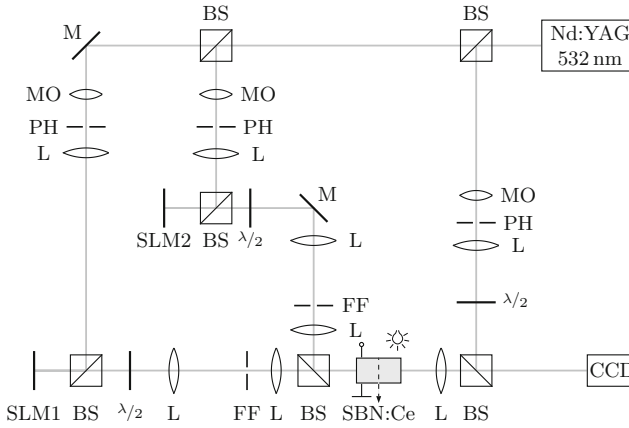 BS
BS
M
Nd:YAG
532 nm
MO
MO
PH
PH
L
L
M
MO
PH
SLM2
BS
λ/2
L
L
FF
λ/2
L
CCD
SLM1
BS
λ/2
L
FF
L
BS
SBN:Ce
L
BS